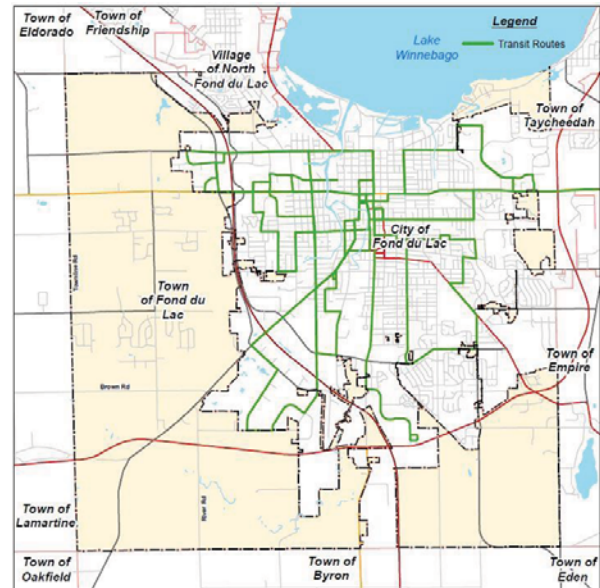 Town of
Eldorado
Town of
Friendship
Legend
Transit Routes
Lake
Winnebago
Village
of North
Fond du Lac
Town of
Taycheedah
City of
Fond du Lac
Town
of Fond du
Lac
Town of
Empire
Brown Rd
River Rd
Town of
Lamartine
Town of
Oakfield
Town of
Byron
Town of
Eden